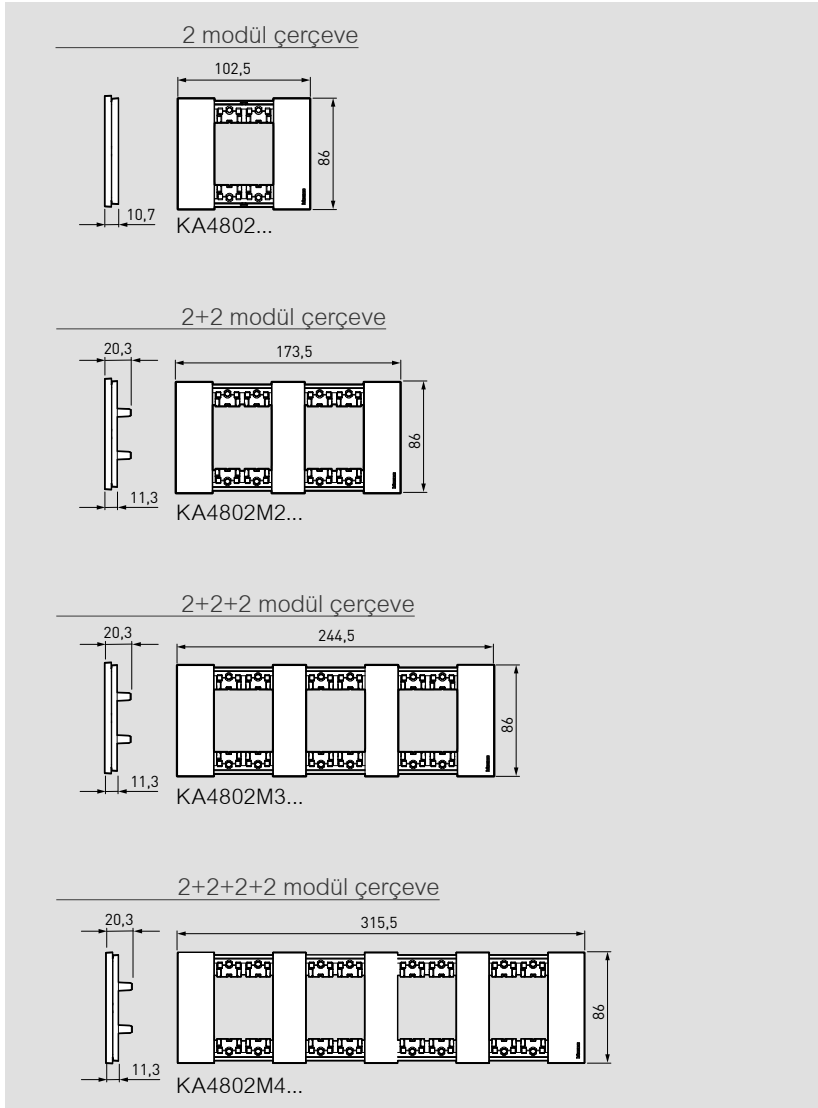 2 modül çerçeve
102,5
86
10,7
KA4802...
2+2 modül çerçeve
20,3
173,5
86
11,3
KA4802M2...
2+2+2 modül çerçeve
20,3
244,5
86
11,3
KA4802M3...
2+2+2+2 modül çerçeve
20,3
315,5
86
11,3
KA4802M4...